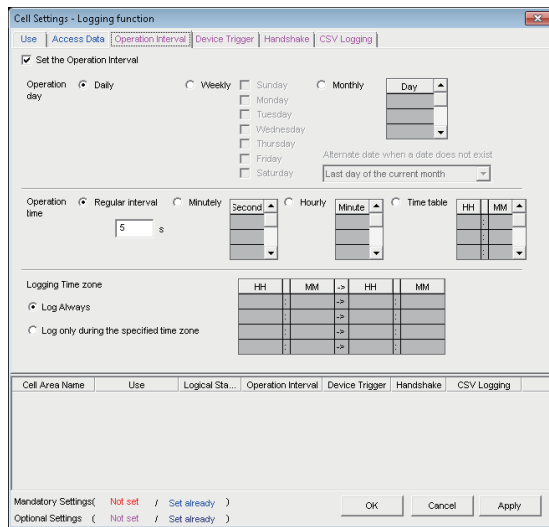 Cell Settings - Logging function
Use Access Data Operation Interval Device Trigger Handshake CSV Logging
Set the Operation Interval
Operation day Daily Weekly Sunday Monthly Day
Monday
Tuesday
Wednesday
Thursday
Friday Alternate date when a date does not exist
Saturday Last day of the current month
Operation time Regular interval Minutely Second Hourly Minute Time table HH MM
5 s
: 
:
:
Logging Time zone HH MM -> HH MM
Log Always : -> :
: -> :
Log only during the specified time zone : -> :
: -> :
Cell Area Name Use Logical Sta... Operation Interval Device Trigger Handshake CSV Logging
Mandatory Settings( Not set / Set already )
Optional Settings ( Not set / Set already )
OK Cancel Apply